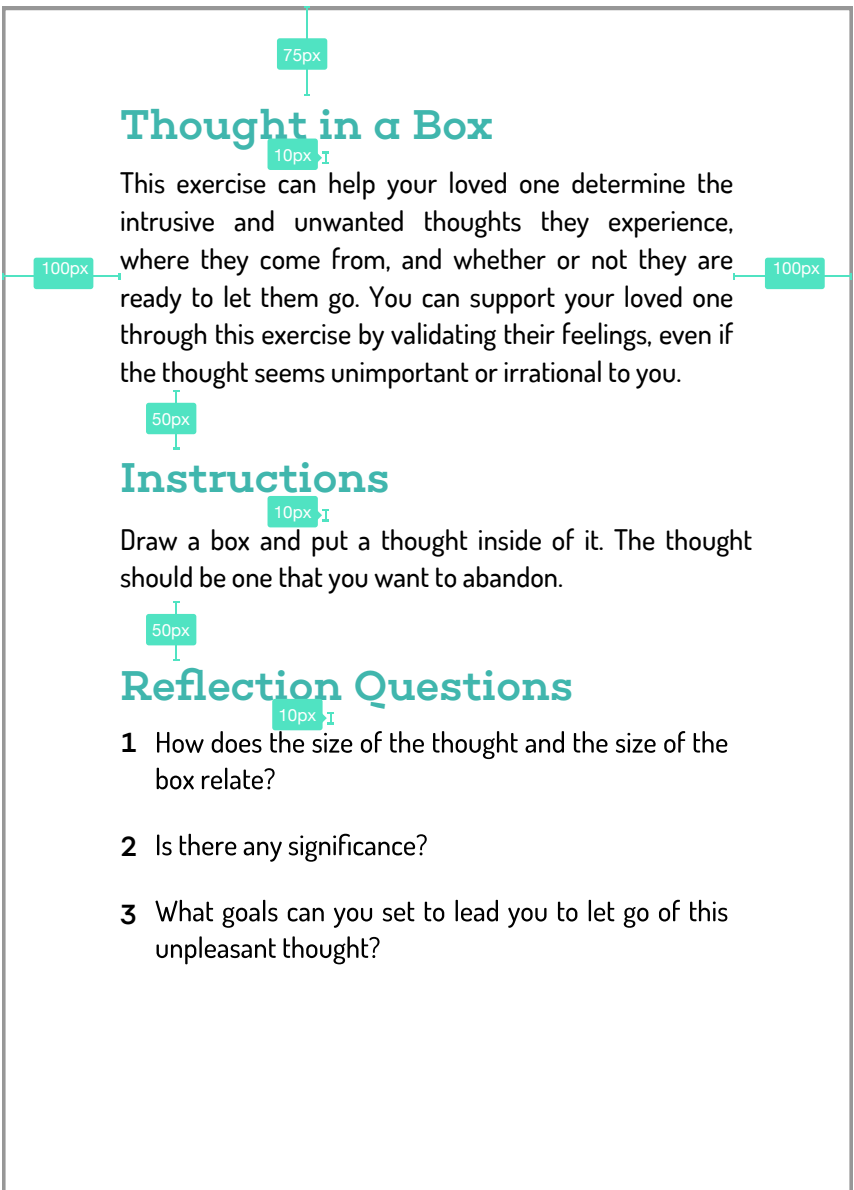 75px
Thought in a Box
10px
This exercise can help your loved one determine the
intrusive and unwanted thoughts they experience,
100px where they come from, and whether or not they are 100px
ready to let them go. You can support your loved one
through this exercise by validating their feelings, even if
the thought seems unimportant or irrational to you.
50px
Instructions
10px
Draw a box and put a thought inside of it. The thought
should be one that you want to abandon.
50px
Reflection Questions
10px
1 How does the size of the thought and the size of the
box relate?
2 Is there any significance?
3 What goals can you set to lead you to let go of this
unpleasant thought?